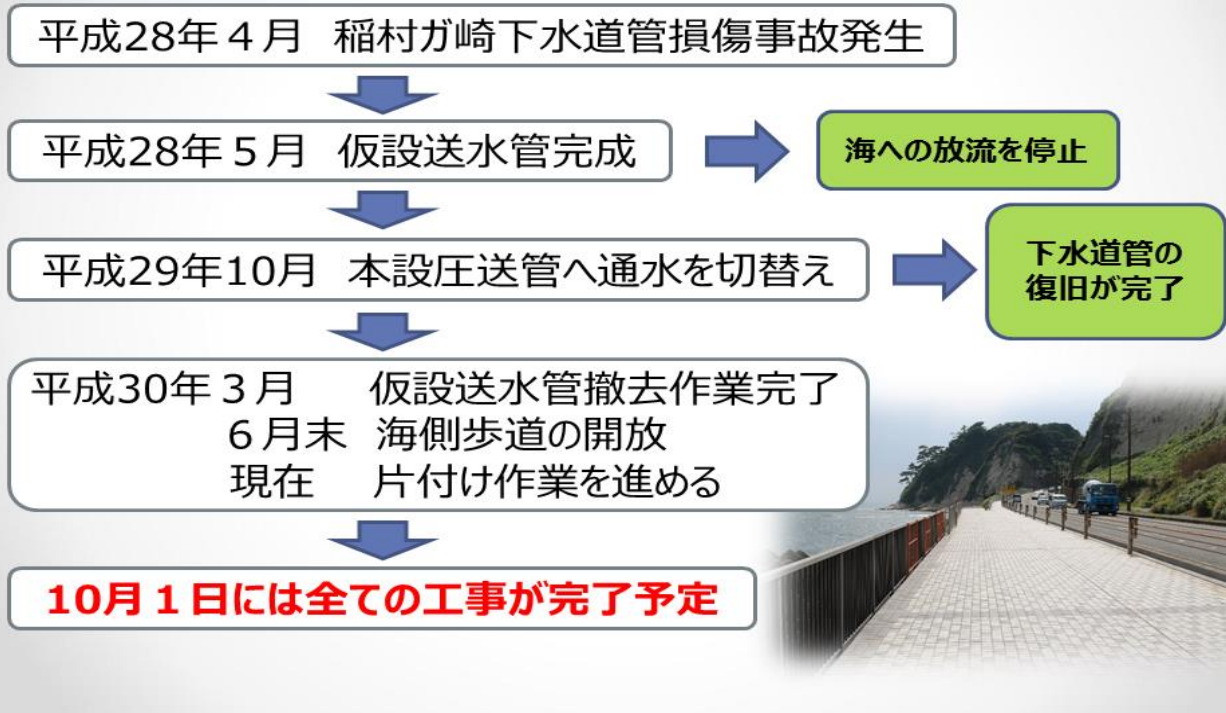 平成28年４月 稲村ガ崎下水道管損傷事故発生
平成28年５月 仮設送水管完成
海への放流を停止
平成29年10月 本設圧送管へ通水を切替え
下水道管の
復旧が完了
平成30年３月 仮設送水管撤去作業完了
６月末 海側歩道の開放
現在 片付け作業を進める
10月１日には全ての工事が完了予定